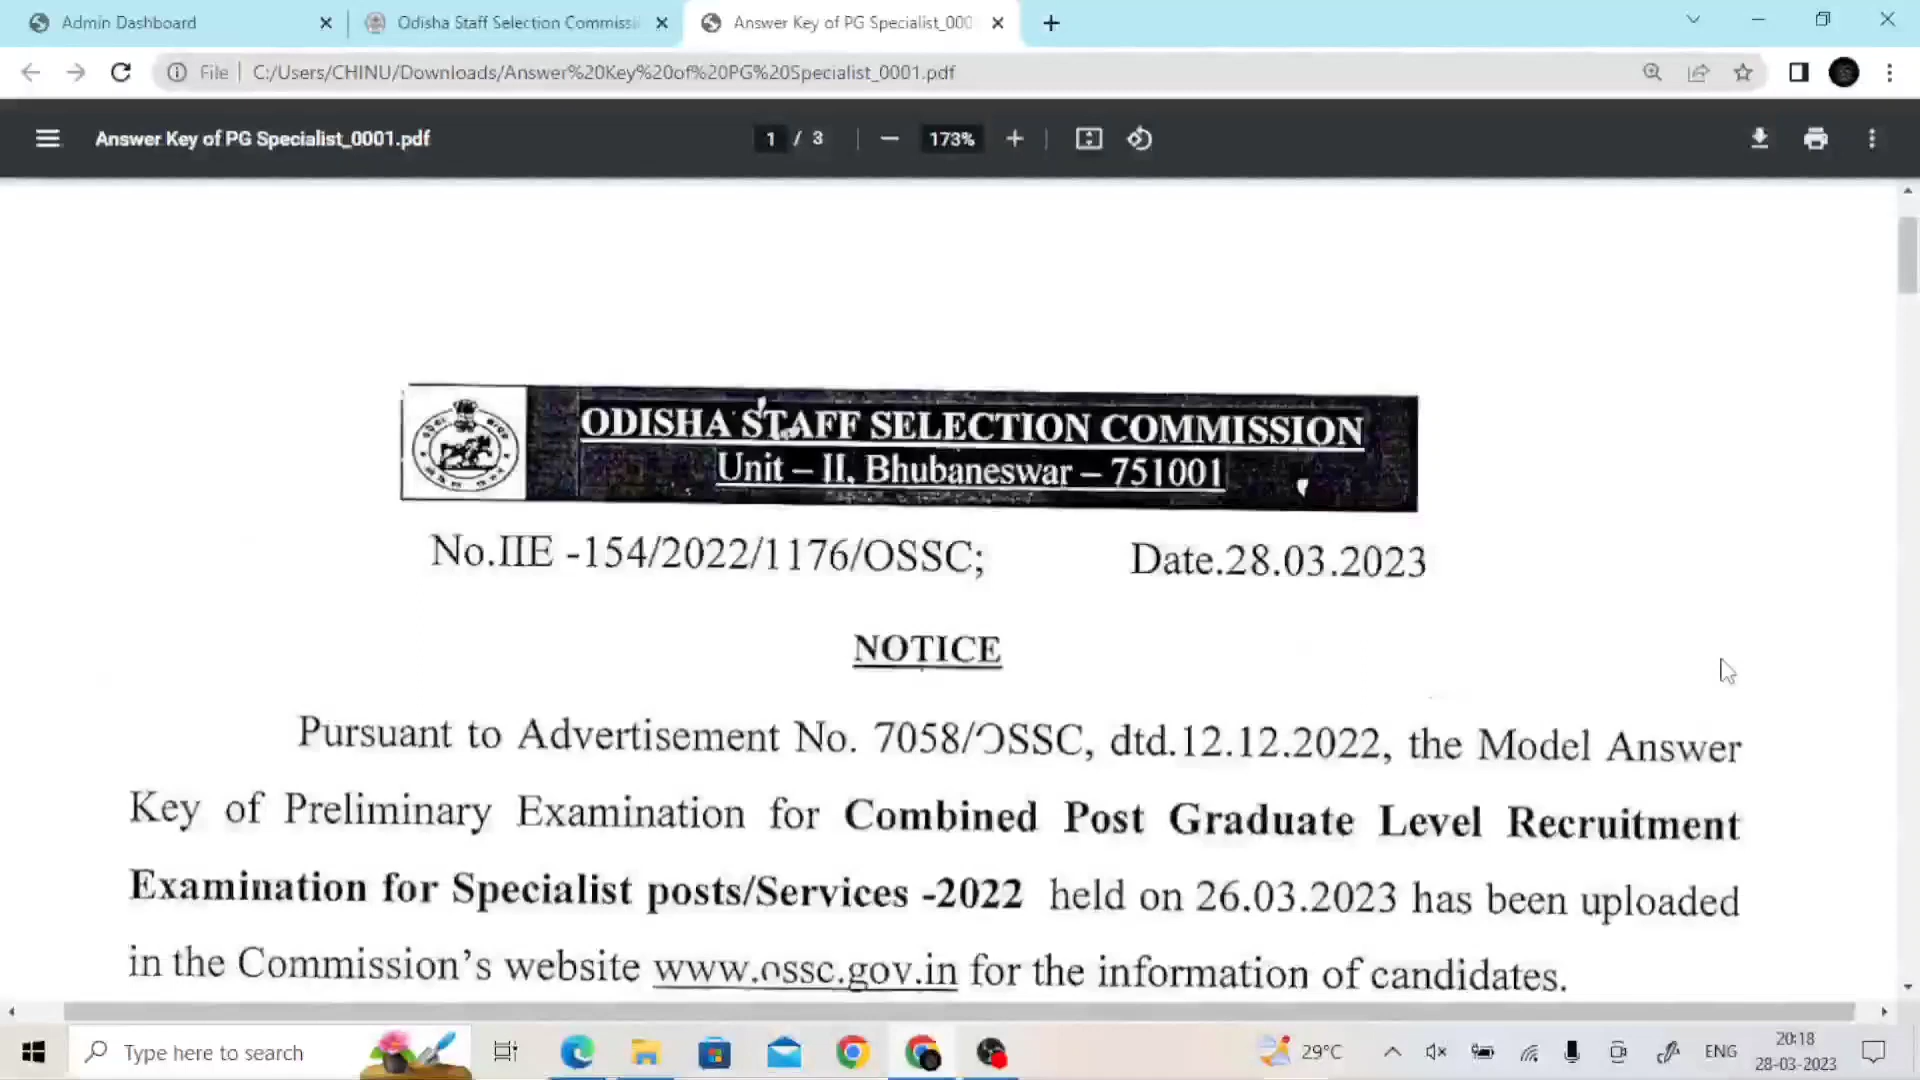 Admin Dashboard
Odisha Staff Selection Commissi
Answer Key of PG Specialist_000
File
C:/Users/CHINU/Downloads/Answer%20Key%20of%20PG%20Specialist_0001.pdf
Answer Key of PG Specialist_0001.pdf
1 / 3
173%
ODISHA STAFF SELECTION COMMISSION
Unit – II, Bhubaneswar – 751001
No.IIE -154/2022/1176/OSSC;
Date.28.03.2023
NOTICE
Pursuant to Advertisement No. 7058/OSSC, dtd.12.12.2022, the Model Answer
Key of Preliminary Examination for Combined Post Graduate Level Recruitment
Examination for Specialist posts/Services -2022 held on 26.03.2023 has been uploaded
in the Commission's website www.ossc.gov.in for the information of candidates.
Type here to search
29°C
ENG
20:18
28-03-2023